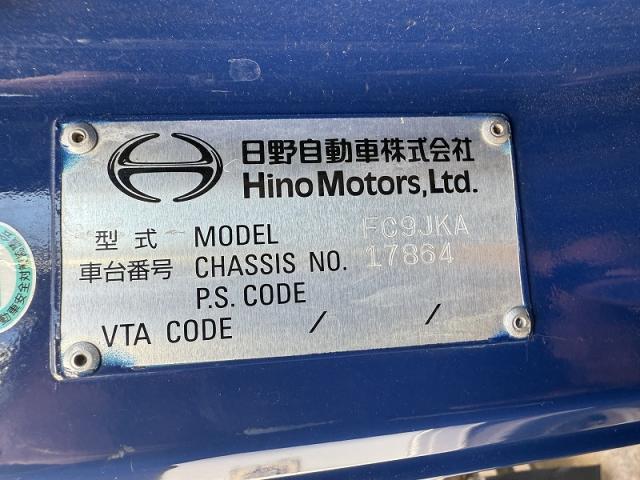 日野自動車株式会社
Hino Motors, Ltd.
型式 MODEL FC9JKA
車台番号 CHASSIS NO. 17864
P.S. CODE
VTA CODE / /